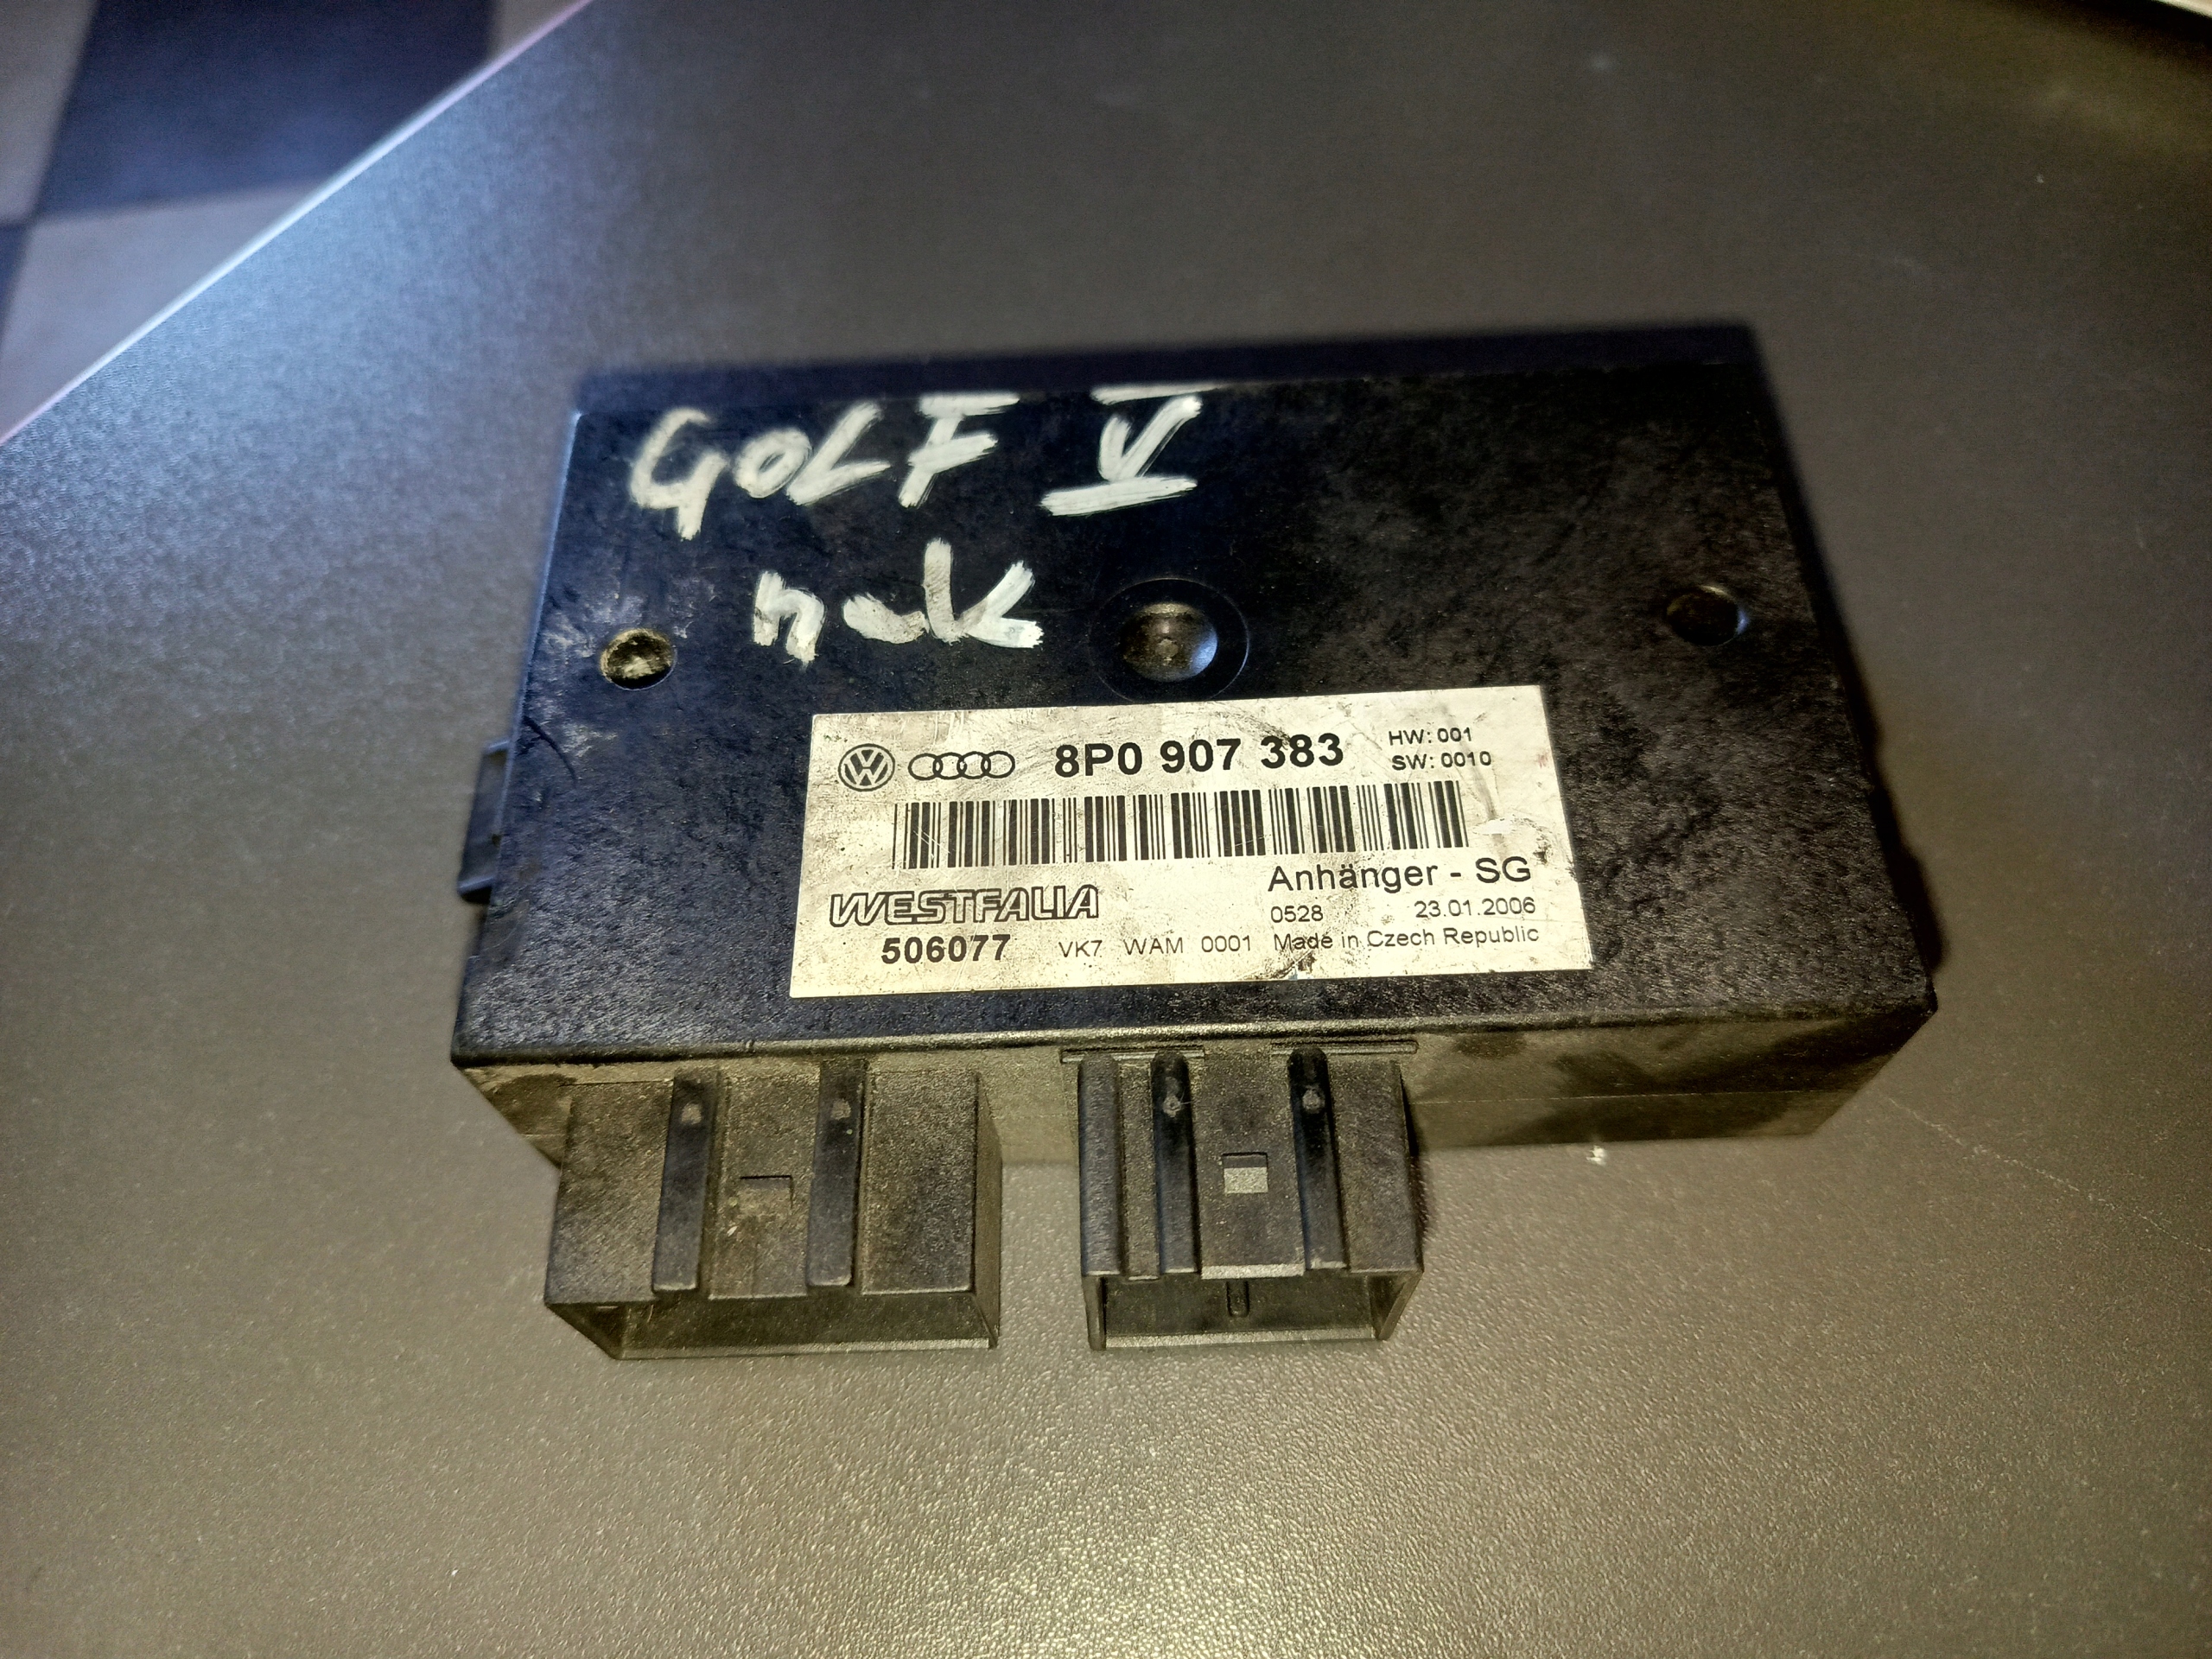 GOLF V
hak
8P0 907 383
HW: 001
SW: 0010
Anhänger - SG
WESTFALIA
0528 23.01.2006
506077 VK7 WAM 0001 Made in Czech Republic